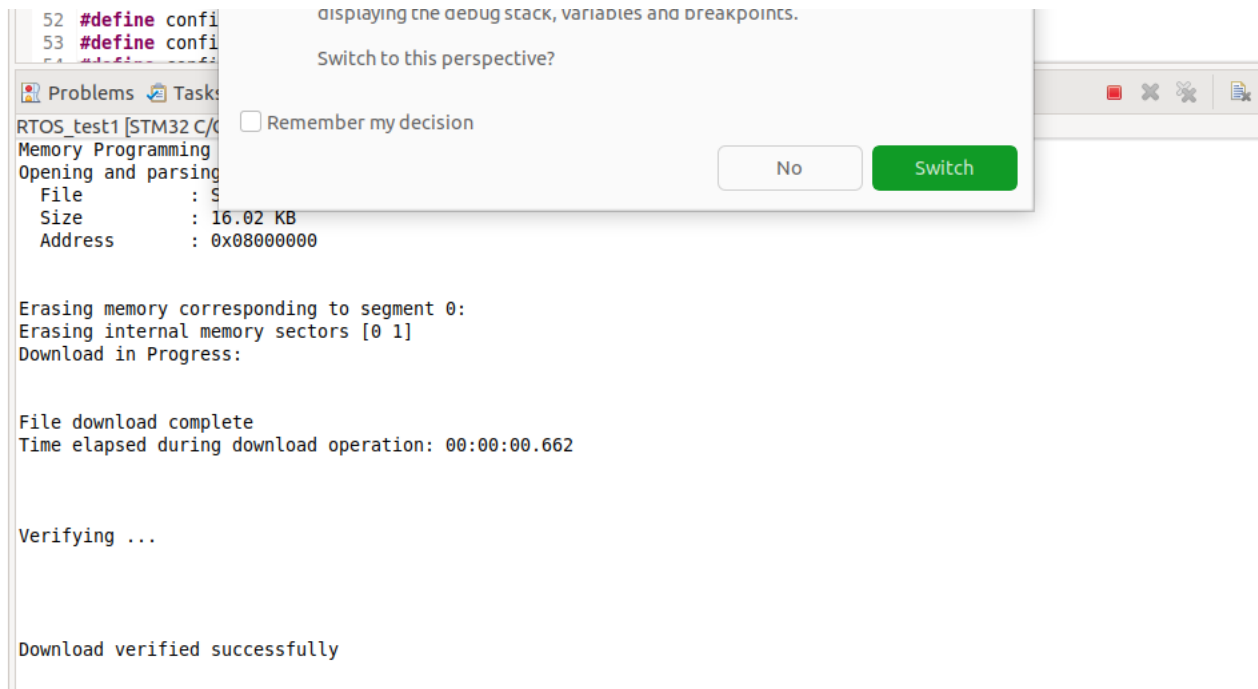 displaying the debug stack, variables and breakpoints.
52 #define confi
53 #define confi
Switch to this perspective?
54 #define confi
Problems Tasks
Remember my decision
RTOS_test1 [STM32 C/C
No Switch
Memory Programming
Opening and parsing
File : S
Size : 16.02 KB
Address : 0x08000000
Erasing memory corresponding to segment 0:
Erasing internal memory sectors [0 1]
Download in Progress:
File download complete
Time elapsed during download operation: 00:00:00.662
Verifying ...
Download verified successfully